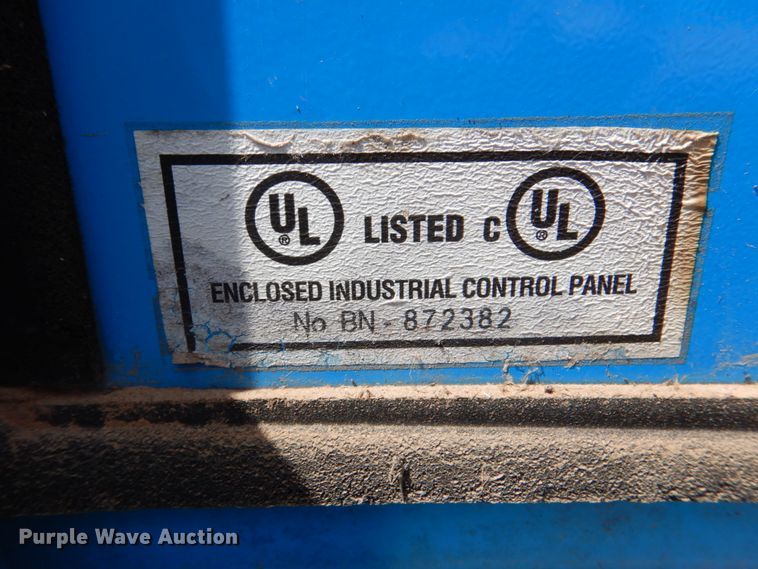 UL® LISTED C UL®
ENCLOSED INDUSTRIAL CONTROL PANEL
No BN - 872382
Purple Wave Auction